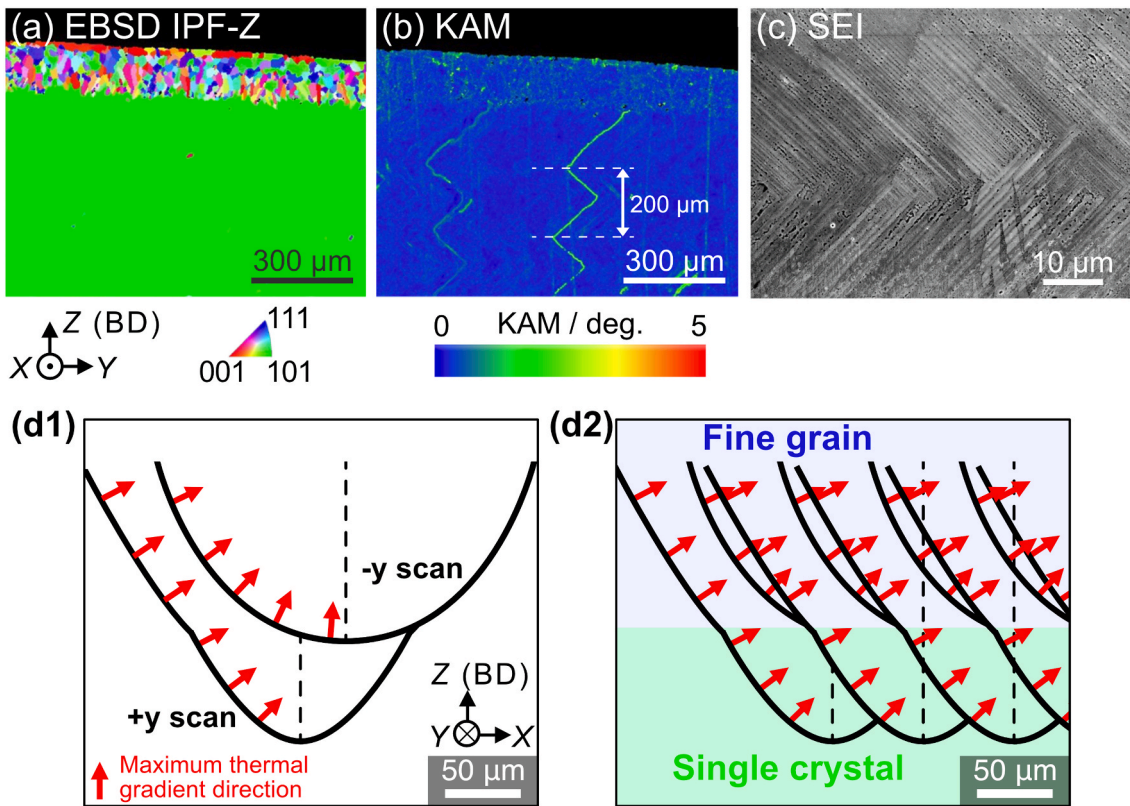 (a) EBSD IPF-Z
300 µm
(b) KAM
200 µm
300 µm
(c) SEI
10 µm
Z (BD)
X
Y
111
001
101
0
KAM / deg.
5
(d1)
-y scan
+y scan
Z (BD)
Y
X
Maximum thermal
gradient direction
50 µm
(d2)
Fine grain
Single crystal
50 µm